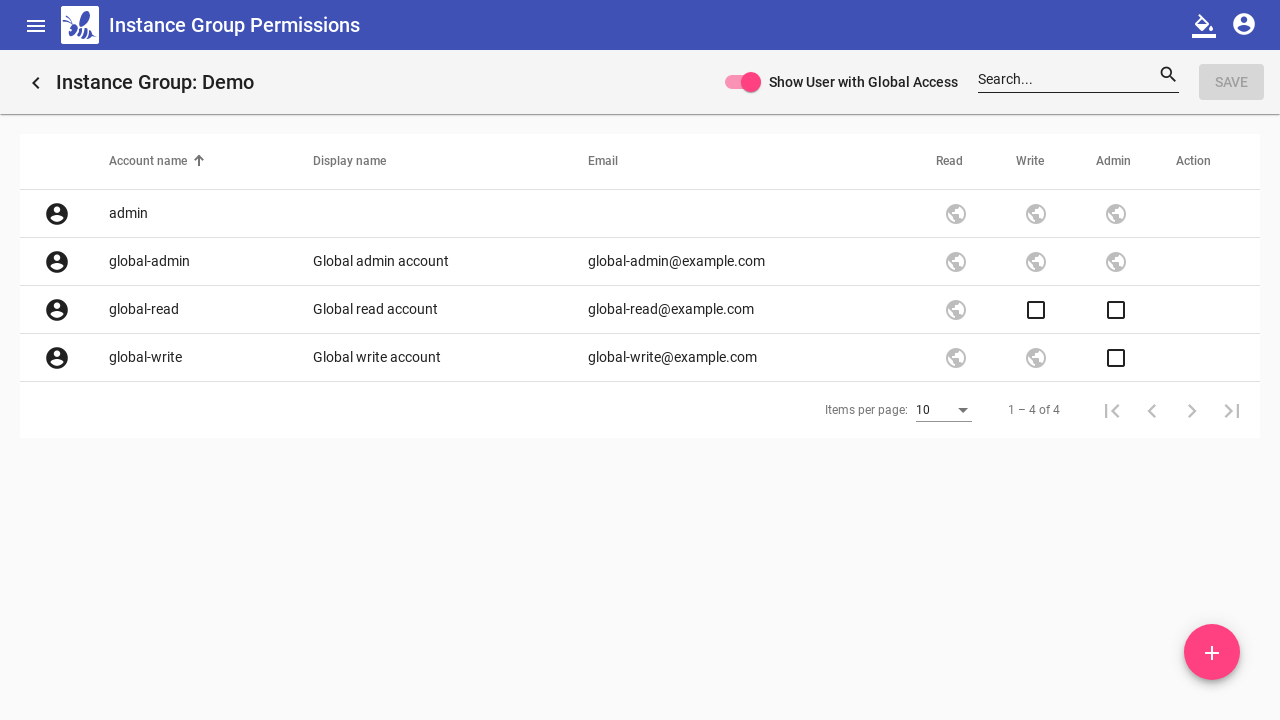 Instance Group Permissions
Instance Group: Demo
Show User with Global Access
Search...
SAVE
Account name Display name Email Read Write Admin Action
admin
global-admin Global admin account global-admin@example.com
global-read Global read account global-read@example.com
global-write Global write account global-write@example.com
Items per page: 10 1 – 4 of 4